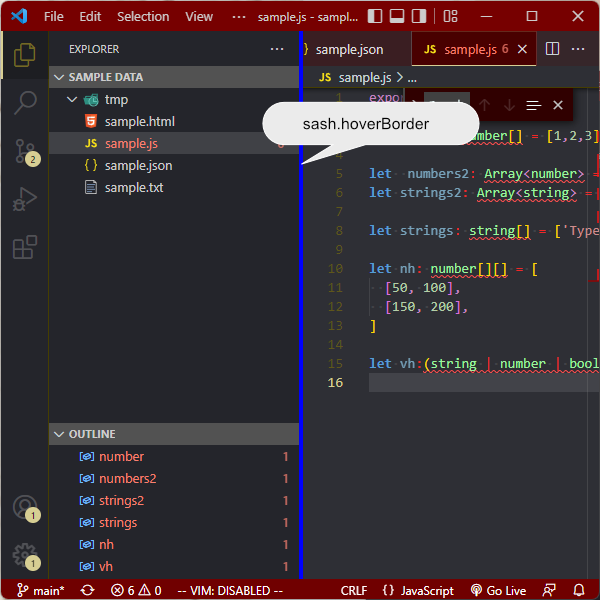 File Edit Selection View ··· sample.js - sampl...
EXPLORER ···
sample.json JS sample.js 6 ···
SAMPLE DATA
JS sample.js > ...
tmp
sample.html
JS sample.js
{ } sample.json
sample.txt
sash.hoverBorder
1 expo
number[] = [1,2,3]
4
5 let numbers2: Array<number> =
6 let strings2: Array<string> =
7
8 let strings: string[] = ['Type
9
10 let nh: number[][] = [
11 [50, 100],
12 [150, 200],
13 ]
14
15 let vh:(string | number | bool
16
OUTLINE
number 1
numbers2 1
strings2 1
strings 1
nh 1
vh 1
2
1
1
main* 6 0 -- VIM: DISABLED -- CRLF { } JavaScript Go Live